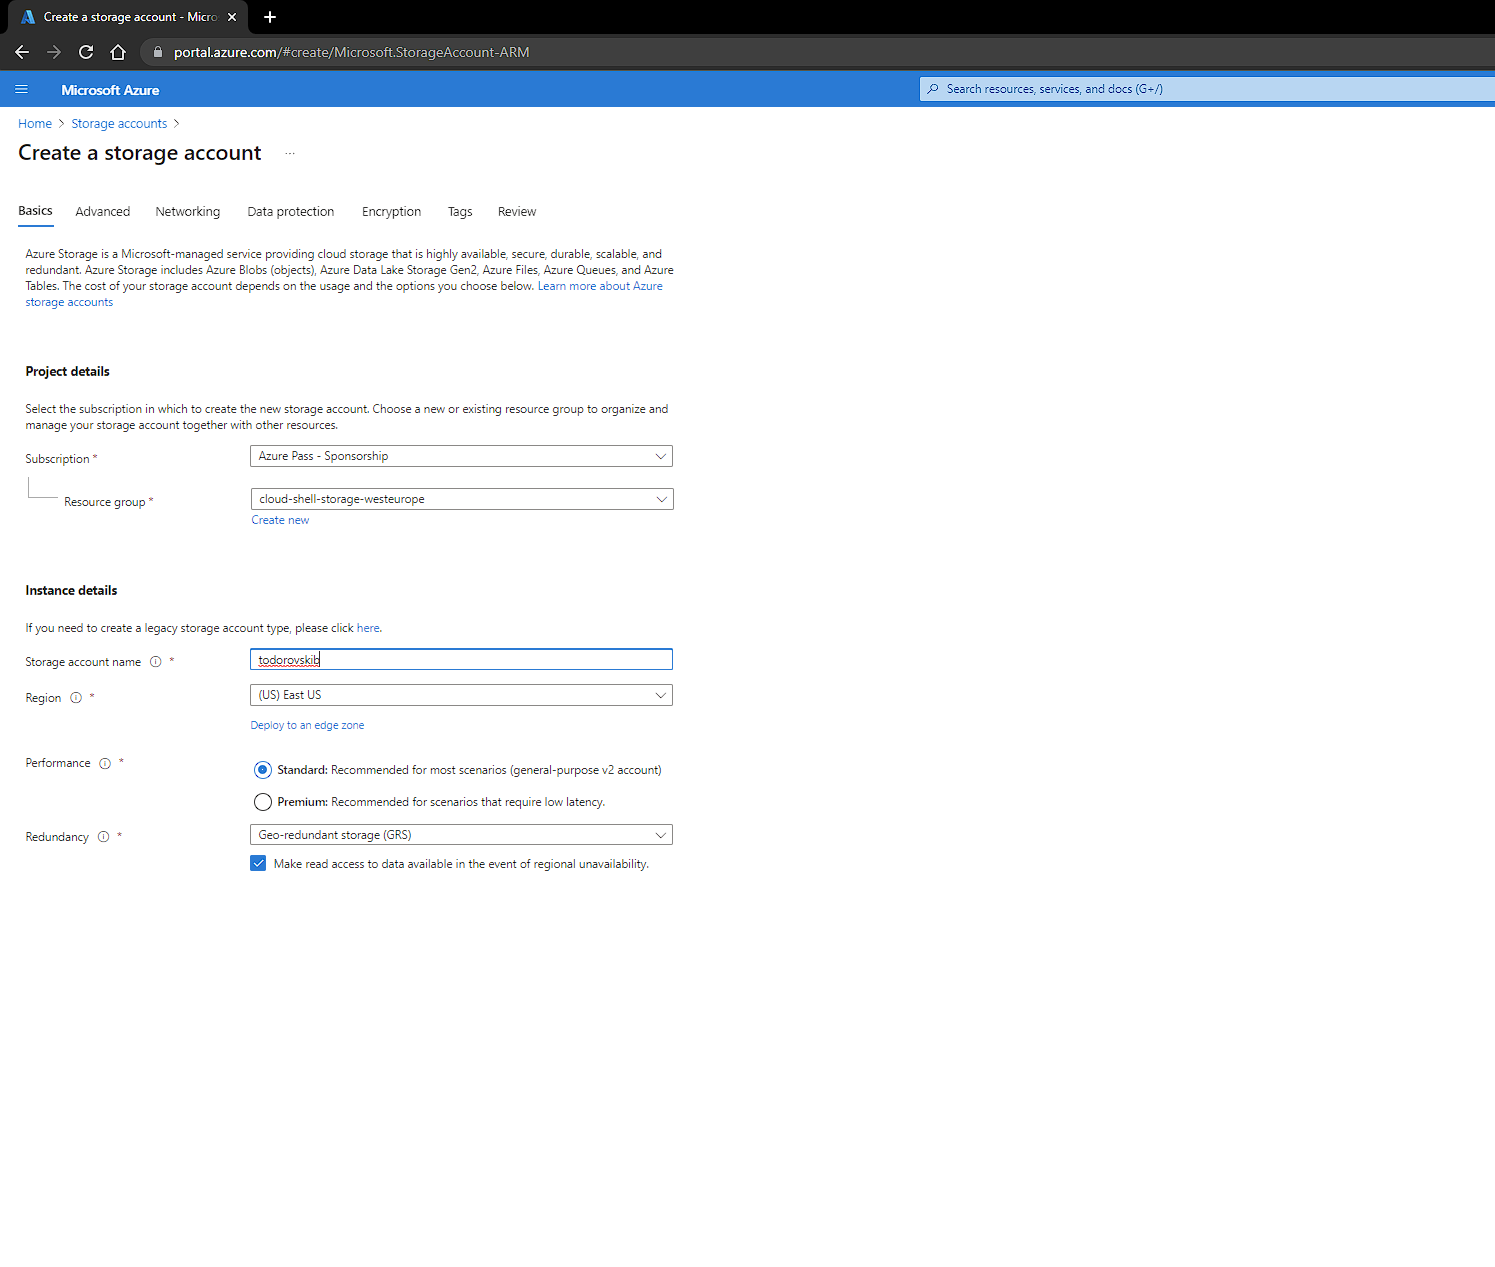 Create a storage account - Micro
portal.azure.com/#create/Microsoft.StorageAccount-ARM
Microsoft Azure
Search resources, services, and docs (G+/)
Home > Storage accounts >
Create a storage account ...
Basics Advanced Networking Data protection Encryption Tags Review
Azure Storage is a Microsoft-managed service providing cloud storage that is highly available, secure, durable, scalable, and
redundant. Azure Storage includes Azure Blobs (objects), Azure Data Lake Storage Gen2, Azure Files, Azure Queues, and Azure
Tables. The cost of your storage account depends on the usage and the options you choose below. Learn more about Azure
storage accounts
Project details
Select the subscription in which to create the new storage account. Choose a new or existing resource group to organize and
manage your storage account together with other resources.
Subscription * Azure Pass - Sponsorship
Resource group * cloud-shell-storage-westeurope
Create new
Instance details
If you need to create a legacy storage account type, please click here.
Storage account name * todorovskib
Region * (US) East US
Deploy to an edge zone
Performance * Standard: Recommended for most scenarios (general-purpose v2 account)
Premium: Recommended for scenarios that require low latency.
Redundancy * Geo-redundant storage (GRS)
Make read access to data available in the event of regional unavailability.